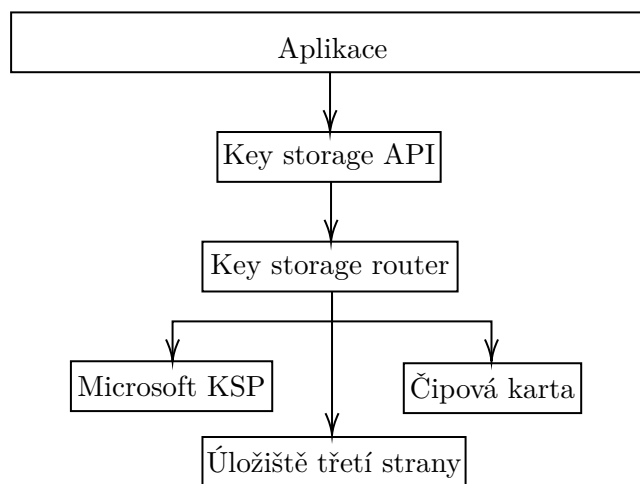 Aplikace
Key storage API
Key storage router
Microsoft KSP
Čipová karta
Úložiště třetí strany